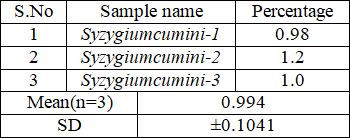 S.No Sample name Percentage
1 Syzygiumcumini-1 0.98
2 Syzygiumcumini-2 1.2
3 Syzygiumcumini-3 1.0
Mean(n=3) 0.994
SD ±0.1041